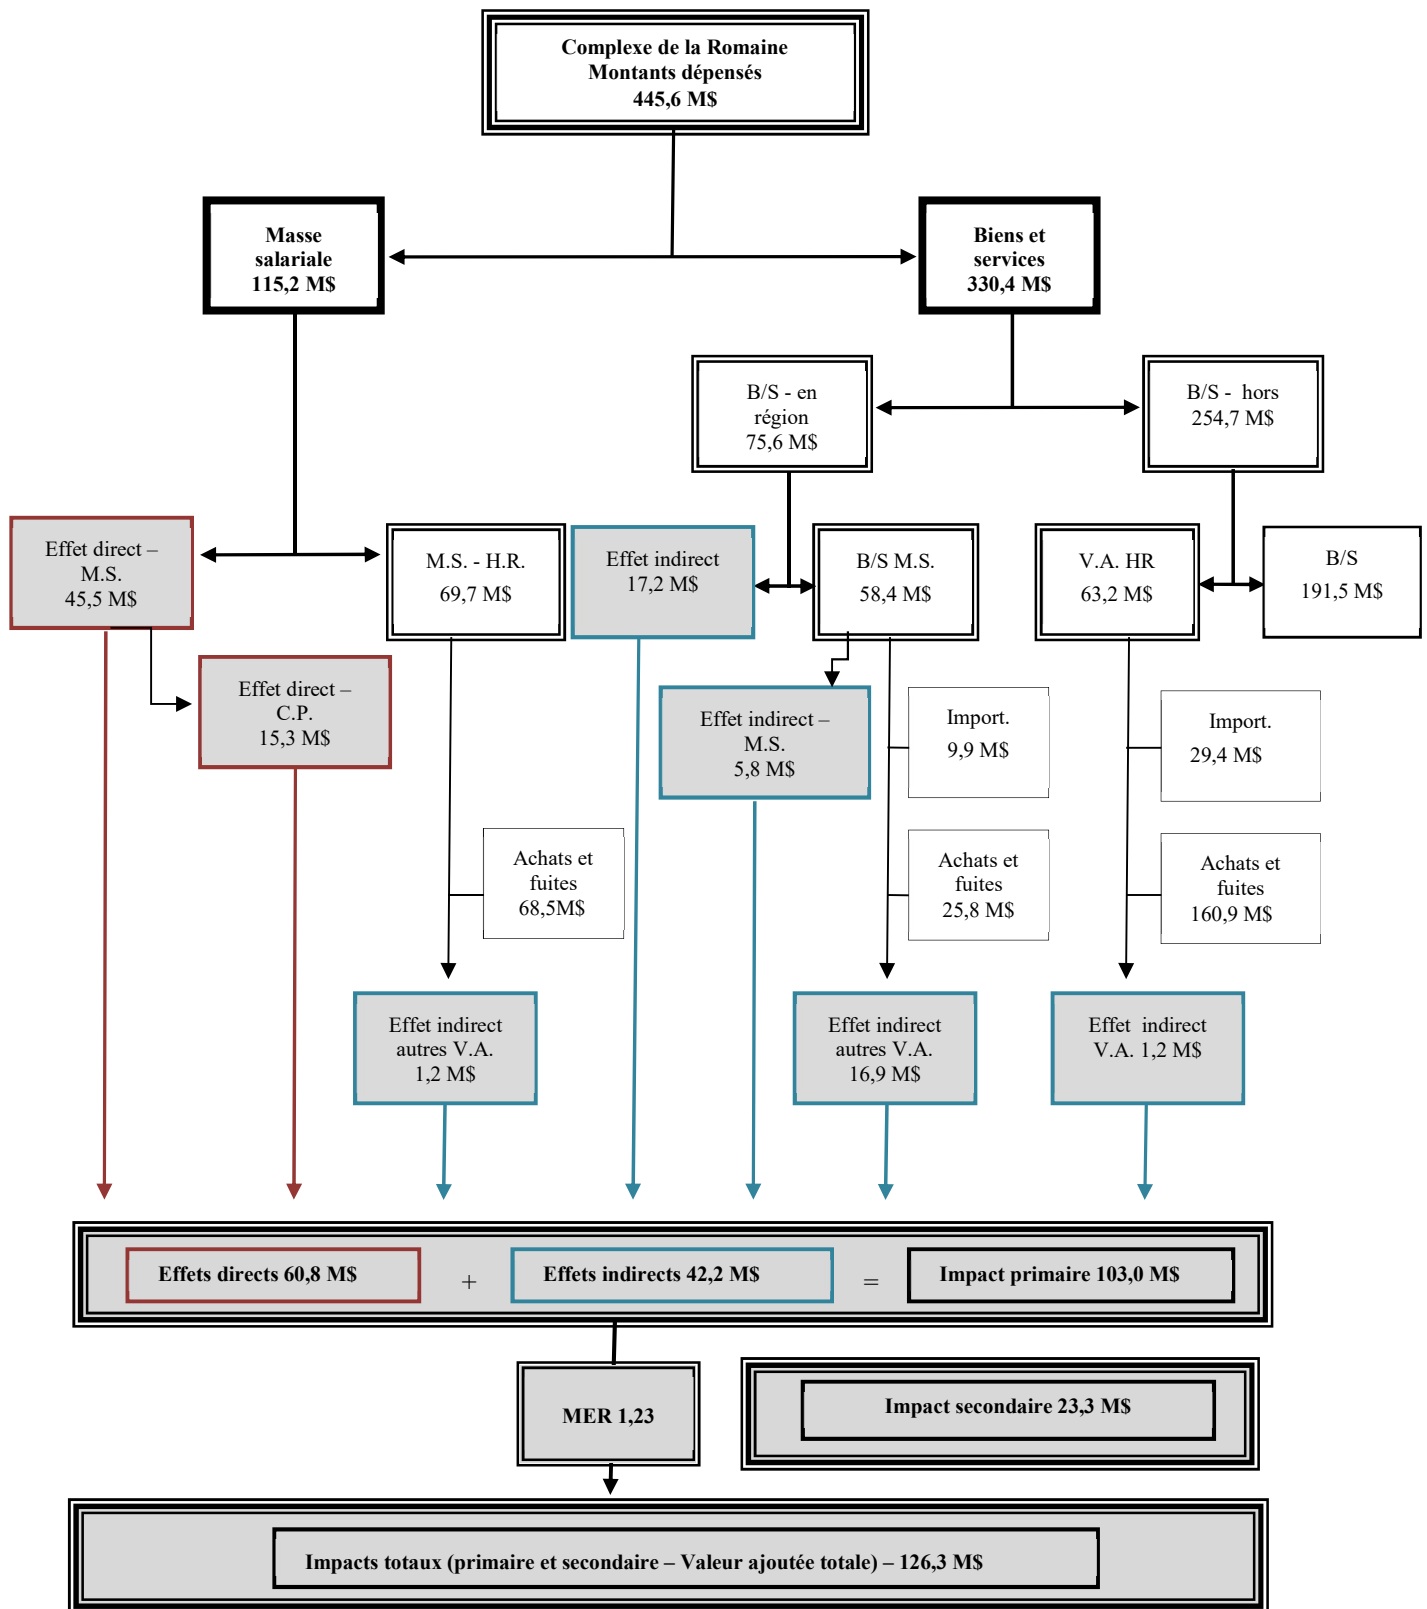 Complexe de la Romaine
Montants dépensés
445,6 M$
Masse
salariale
115,2 M$
Biens et
services
330,4 M$
B/S - en
région
75,6 M$
B/S -  hors
254,7 M$
Effet direct –
M.S.
45,5 M$
M.S. - H.R.
69,7 M$
Effet indirect
17,2 M$
B/S M.S.
58,4 M$
V.A. HR
63,2 M$
B/S
191,5 M$
Effet direct –
C.P.
15,3 M$
Effet indirect –
M.S.
5,8 M$
Import.
9,9 M$
Import.
29,4 M$
Achats et
fuites
68,5M$
Achats et
fuites
25,8 M$
Achats et
fuites
160,9 M$
Effet indirect
autres V.A.
1,2 M$
Effet indirect
autres V.A.
16,9 M$
Effet  indirect
V.A. 1,2 M$
Effets directs 60,8 M$ + Effets indirects 42,2 M$ = Impact primaire 103,0 M$
MER 1,23
Impact secondaire 23,3 M$
Impacts totaux (primaire et secondaire – Valeur ajoutée totale) – 126,3 M$